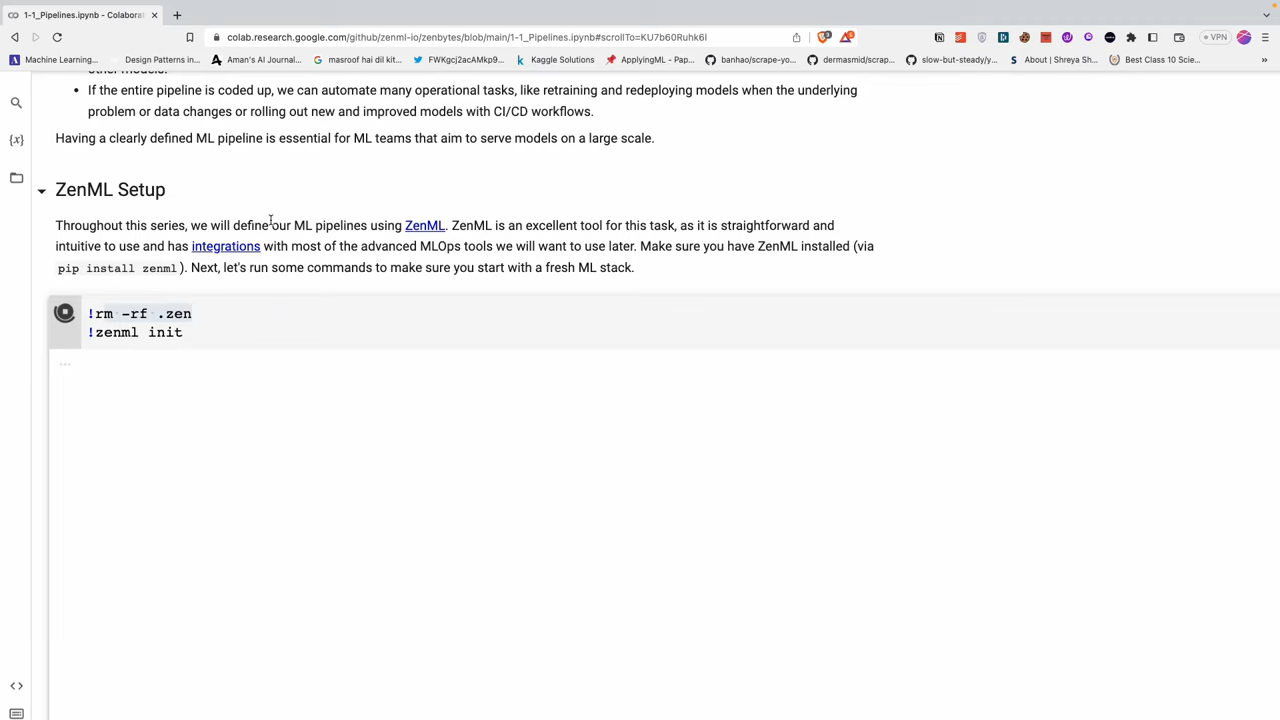 1-1_Pipelines.ipynb - Colabora
colab.research.google.com/github/zenml-io/zenbytes/blob/main/1-1_Pipelines.ipynb#scrollTo=KU7b60Ruhk6l
VPN
Machine Learning... Design Patterns in... Aman's AI Journal... masroof hai dil kit... FWKgcj2acAMkp9... Kaggle Solutions ApplyingML - Pap... banhao/scrape-yo... dermasmid/scrap... slow-but-steady/y... About | Shreya Sh... Best Class 10 Scie... »
other models.
• If the entire pipeline is coded up, we can automate many operational tasks, like retraining and redeploying models when the underlying
problem or data changes or rolling out new and improved models with CI/CD workflows.
Having a clearly defined ML pipeline is essential for ML teams that aim to serve models on a large scale.
{x}
ZenML Setup
Throughout this series, we will define our ML pipelines using ZenML. ZenML is an excellent tool for this task, as it is straightforward and
intuitive to use and has integrations with most of the advanced MLOps tools we will want to use later. Make sure you have ZenML installed (via
pip install zenml). Next, let's run some commands to make sure you start with a fresh ML stack.
!rm -rf .zen
!zenml init
...
<>